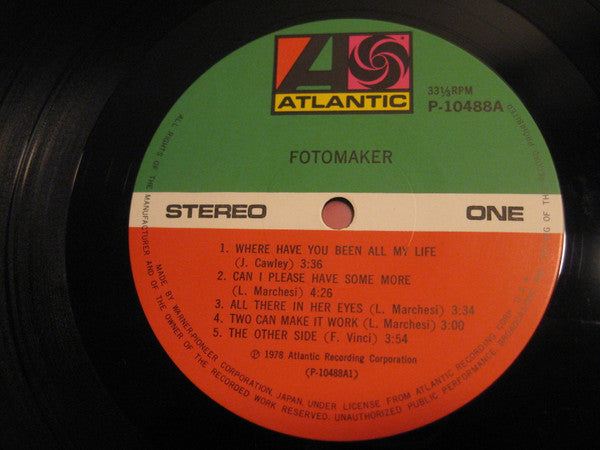 ATLANTIC
33⅓RPM
P-10488A
FOTOMAKER
STEREO
ONE
1. WHERE HAVE YOU BEEN ALL MY LIFE
(J. Cawley) 3:36
2. CAN I PLEASE HAVE SOME MORE
(L. Marchesi) 4:26
3. ALL THERE IN HER EYES (L. Marchesi) 3:34
4. TWO CAN MAKE IT WORK (L. Marchesi) 3:00
5. THE OTHER SIDE (F. Vinci) 3:54
Ⓟ 1978 Atlantic Recording Corporation
(P-10488A1)
MADE BY WARNER-PIONEER CORPORATION, JAPAN, UNDER LICENSE FROM ATLANTIC RECORDING CORP.
ALL RIGHTS OF THE MANUFACTURER AND OF THE OWNER OF THE RECORDED WORK RESERVED. UNAUTHORIZED PUBLIC PERFORMANCE BROADCASTING OF THE PROHIBITED